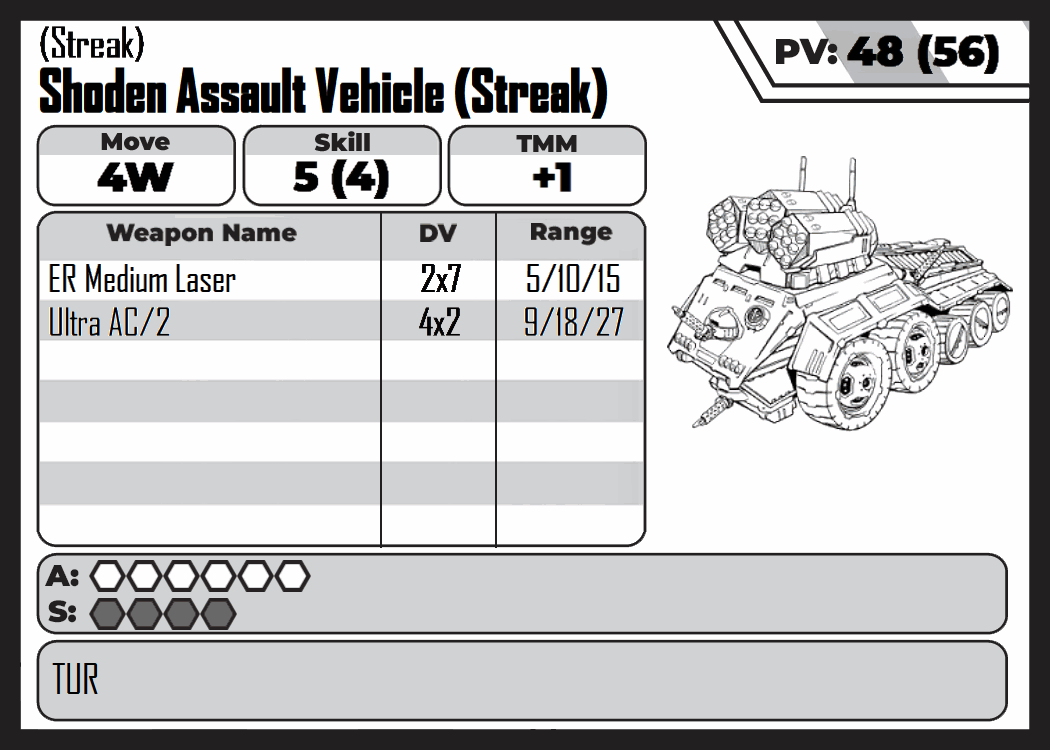 (Streak)
Shoden Assault Vehicle (Streak)
PV: 48 (56)
Move Skill TMM
4W 5 (4) +1
Weapon Name DV Range
ER Medium Laser 2x7 5/10/15
Ultra AC/2 4x2 9/18/27
A:
S:
TUR